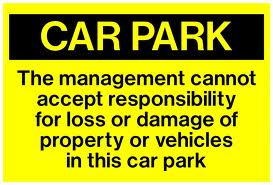 CAR PARK
The management cannot
accept responsibility
for loss or damage of
property or vehicles
in this car park